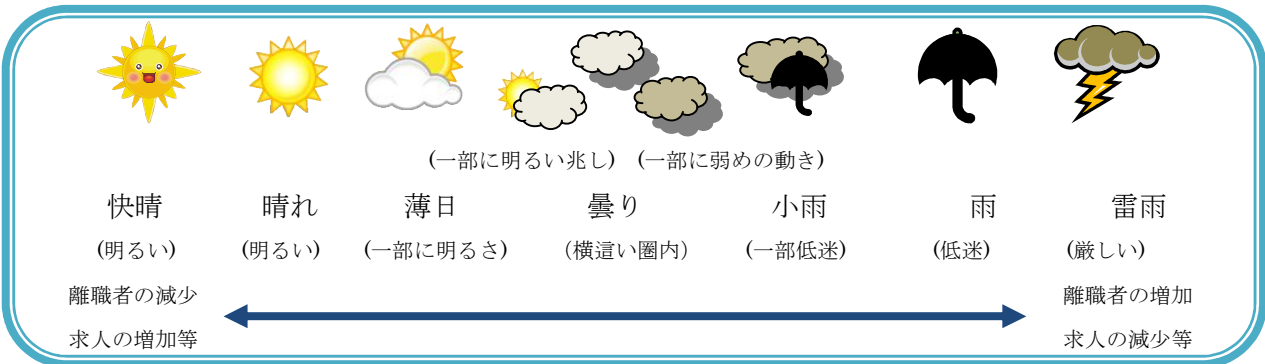 (一部に明るい兆し) (一部に弱めの動き)
快晴 晴れ 薄日 曇り 小雨 雨 雷雨
(明るい) (明るい) (一部に明るさ) (横這い圏内) (一部低迷) (低迷) (厳しい)
離職者の減少 離職者の増加
求人の増加等 求人の減少等